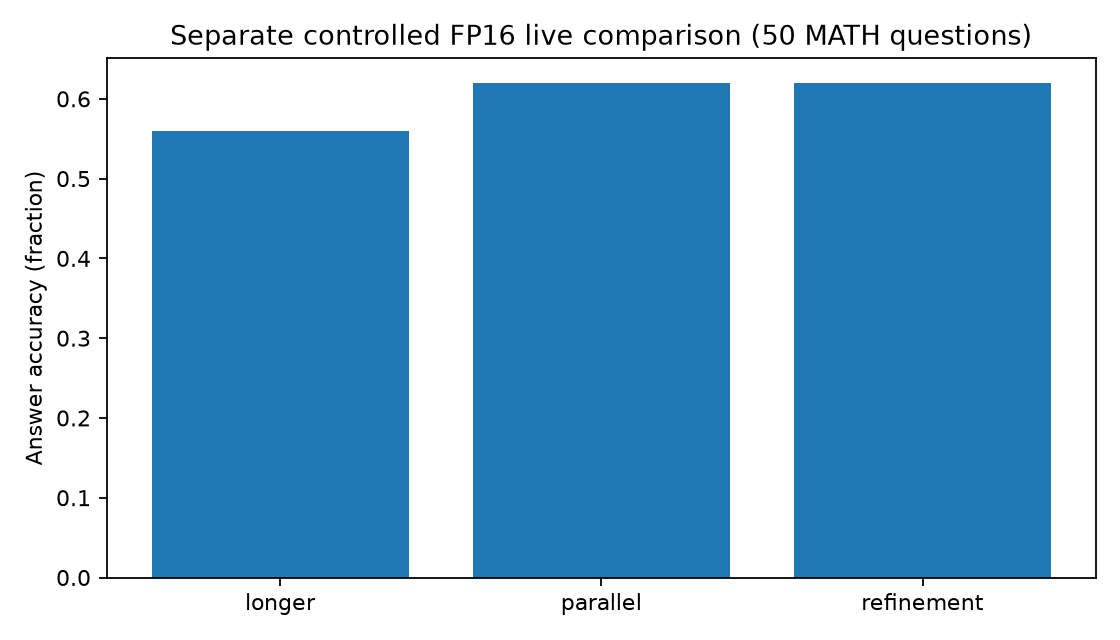 Separate controlled FP16 live comparison (50 MATH questions)
Answer accuracy (fraction)
0.6
0.5
0.4
0.3
0.2
0.1
0.0
longer parallel refinement